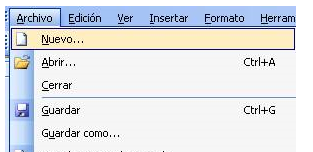 Archivo Edición Ver Insertar Formato Herram
Nuevo...
Abrir... Ctrl+A
Cerrar
Guardar Ctrl+G
Guardar como...